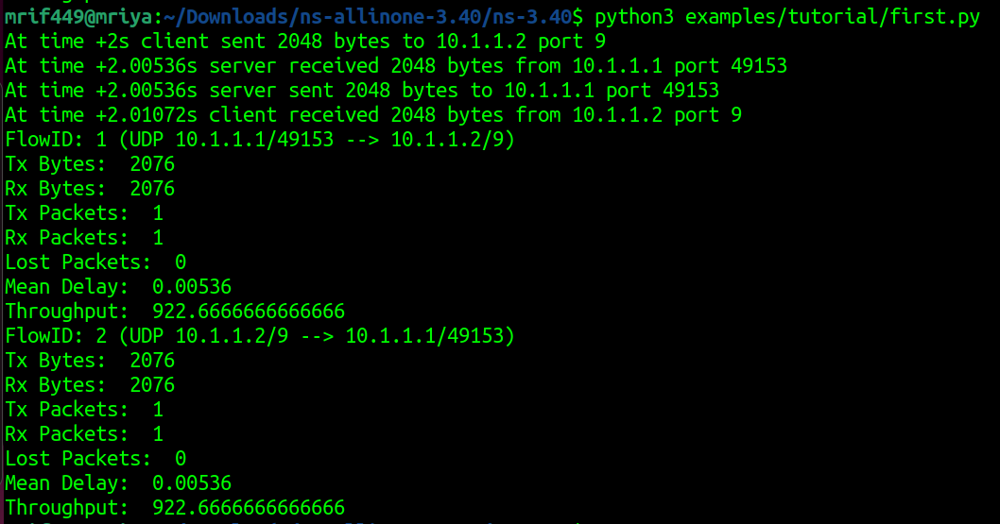 mrif449@mriya:~/Downloads/ns-allinone-3.40/ns-3.40$ python3 examples/tutorial/first.py
At time +2s client sent 2048 bytes to 10.1.1.2 port 9
At time +2.00536s server received 2048 bytes from 10.1.1.1 port 49153
At time +2.00536s server sent 2048 bytes to 10.1.1.1 port 49153
At time +2.01072s client received 2048 bytes from 10.1.1.2 port 9
FlowID: 1 (UDP 10.1.1.1/49153 --> 10.1.1.2/9)
Tx Bytes:  2076
Rx Bytes:  2076
Tx Packets:  1
Rx Packets:  1
Lost Packets:  0
Mean Delay:  0.00536
Throughput:  922.6666666666666
FlowID: 2 (UDP 10.1.1.2/9 --> 10.1.1.1/49153)
Tx Bytes:  2076
Rx Bytes:  2076
Tx Packets:  1
Rx Packets:  1
Lost Packets:  0
Mean Delay:  0.00536
Throughput:  922.6666666666666